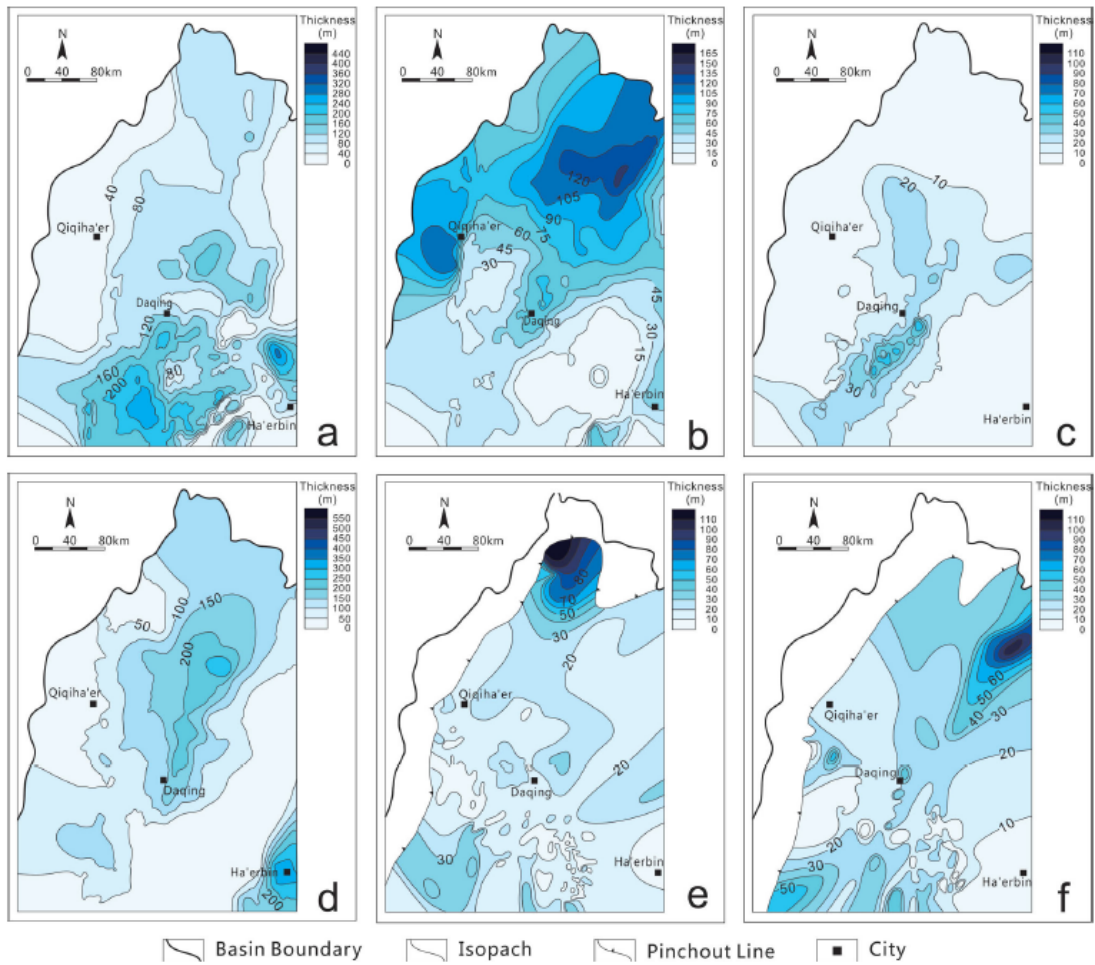 Thickness
(m)
440
400
360
320
280
240
200
160
120
80
40
0
N
0 40 80km
40
80
Qiqiha'er
Daqing
120
160
200
80
Ha'erbin
a
Thickness
(m)
165
150
135
120
105
90
75
60
45
30
15
0
N
0 40 80km
120
105
90
75
60
45
30
Qiqiha'er
Daqing
45
30
15
Ha'erbin
b
Thickness
(m)
110
100
90
80
70
60
50
40
30
20
10
0
N
0 40 80km
10
20
Qiqiha'er
Daqing
30
Ha'erbin
c
Thickness
(m)
550
500
450
400
350
300
250
200
150
100
50
0
N
0 40 80km
150
100
50
200
Qiqiha'er
Daqing
Ha'erbin
200
d
Thickness
(m)
110
100
90
80
70
60
50
40
30
20
10
0
N
0 40 80km
80
70
50
30
20
Qiqiha'er
Daqing
20
30
Ha'erbin
e
Thickness
(m)
110
100
90
80
70
60
50
40
30
20
10
0
N
0 40 80km
60
50
40
30
Qiqiha'er
20
Daqing
10
20
30
50
Ha'erbin
f
Basin Boundary Isopach Pinchout Line City